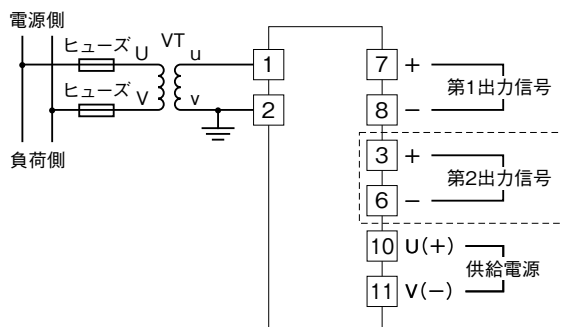 電源側
ヒューズ U VT u
1
7 +
第1出力信号
ヒューズ V v
2
8 −
負荷側
3 +
第2出力信号
6 −
10 U(+)
供給電源
11 V(−)